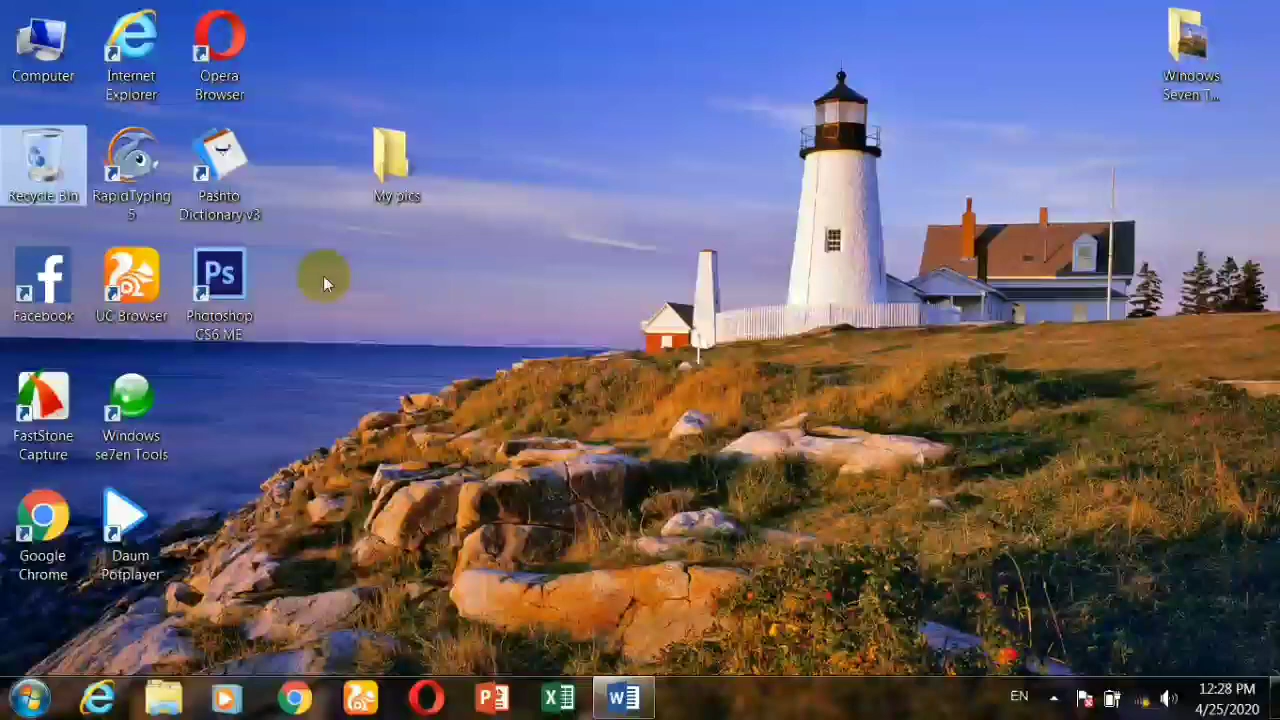 Computer
Internet
Explorer
Opera
Browser
Windows
Seven T...
Recycle Bin
RapidTyping
5
Pashto
Dictionary v3
My pics
Facebook
UC Browser
Ps
Photoshop
CS6 ME
FastStone
Capture
Windows
se7en Tools
Google
Chrome
Daum
Potplayer
EN
12:28 PM
4/25/2020